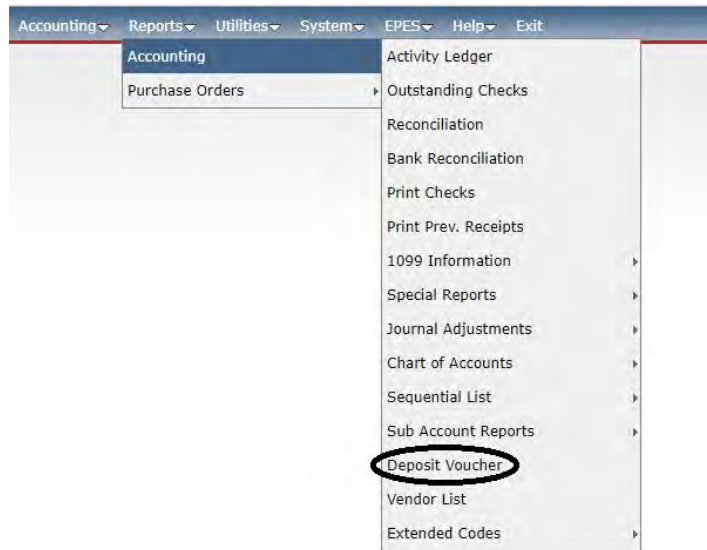 Accounting Reports Utilities System EPES Help Exit
Accounting
Purchase Orders
Activity Ledger
Outstanding Checks
Reconciliation
Bank Reconciliation
Print Checks
Print Prev. Receipts
1099 Information
Special Reports
Journal Adjustments
Chart of Accounts
Sequential List
Sub Account Reports
Deposit Voucher
Vendor List
Extended Codes